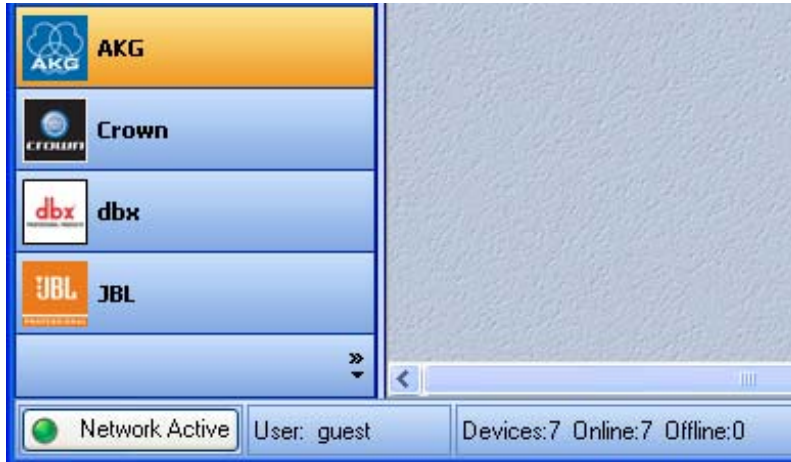 AKG AKG
crown Crown
dbx dbx
JBL JBL
Network Active User: guest Devices:7 Online:7 Offline:0